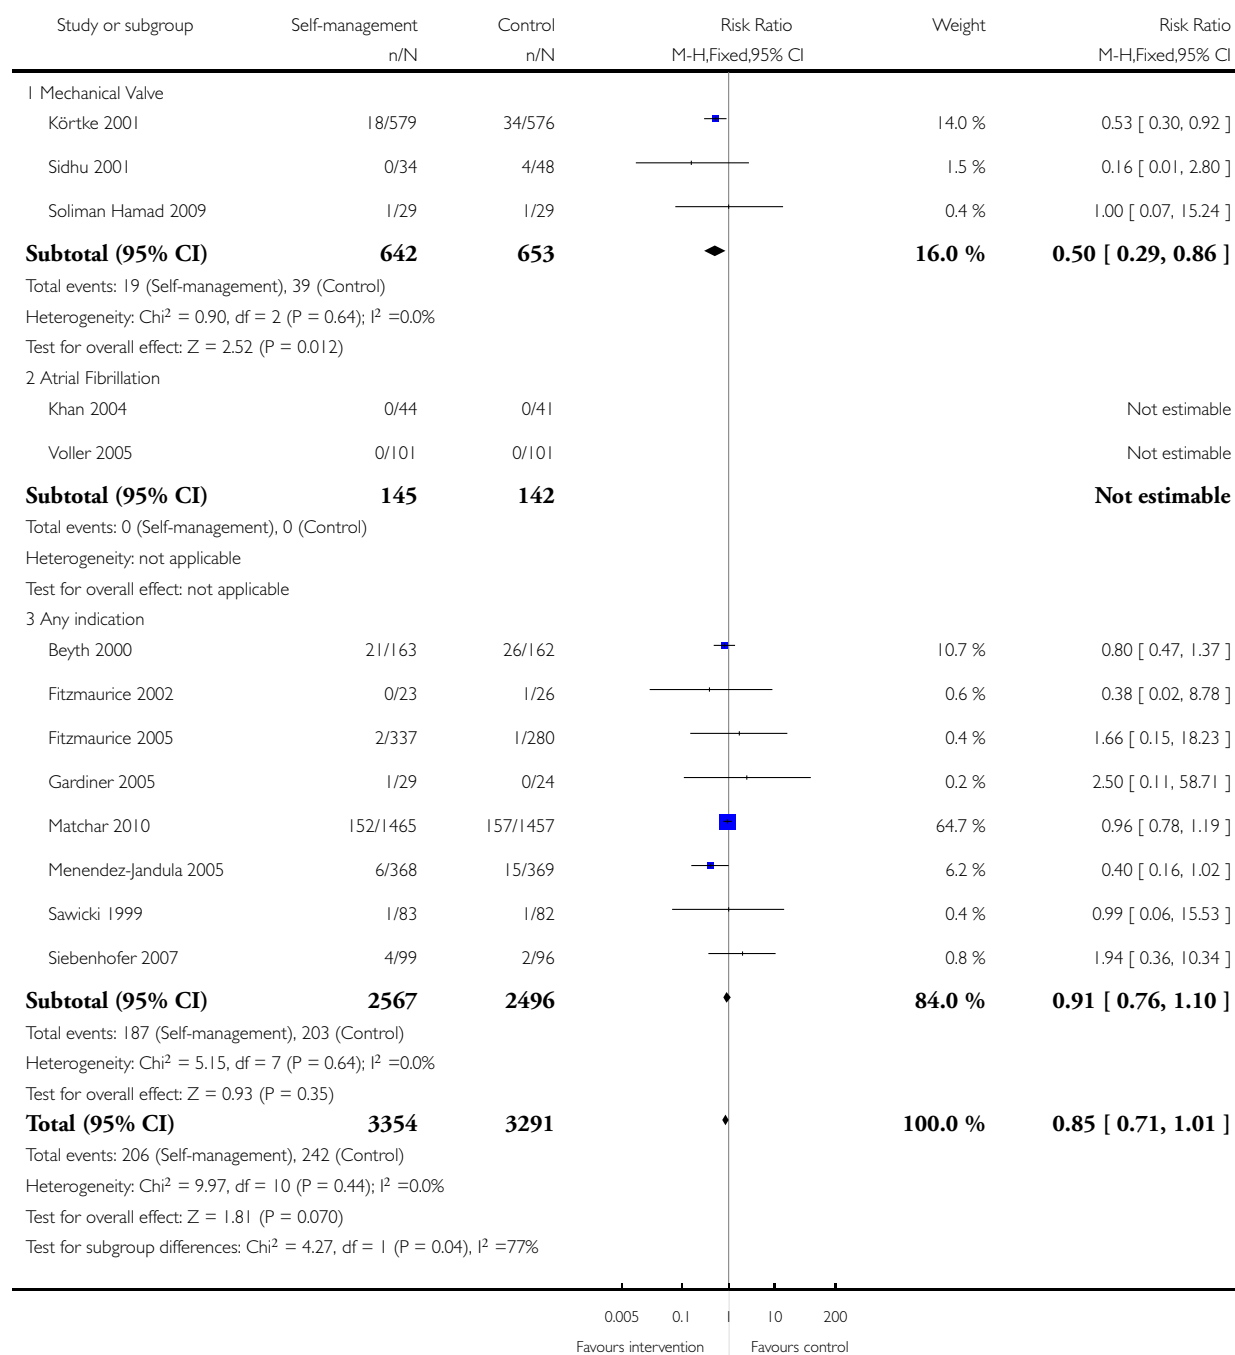 Study or subgroup Self-management Control Risk Ratio Weight Risk Ratio
n/N n/N M-H,Fixed,95% CI M-H,Fixed,95% CI
1 Mechanical Valve
Körtke 2001 18/579 34/576 14.0 % 0.53 [ 0.30, 0.92 ]
Sidhu 2001 0/34 4/48 1.5 % 0.16 [ 0.01, 2.80 ]
Soliman Hamad 2009 1/29 1/29 0.4 % 1.00 [ 0.07, 15.24 ]
Subtotal (95% CI) 642 653 16.0 % 0.50 [ 0.29, 0.86 ]
Total events: 19 (Self-management), 39 (Control)
Heterogeneity: Chi² = 0.90, df = 2 (P = 0.64); I² =0.0%
Test for overall effect: Z = 2.52 (P = 0.012)
2 Atrial Fibrillation
Khan 2004 0/44 0/41 Not estimable
Voller 2005 0/101 0/101 Not estimable
Subtotal (95% CI) 145 142 Not estimable
Total events: 0 (Self-management), 0 (Control)
Heterogeneity: not applicable
Test for overall effect: not applicable
3 Any indication
Beyth 2000 21/163 26/162 10.7 % 0.80 [ 0.47, 1.37 ]
Fitzmaurice 2002 0/23 1/26 0.6 % 0.38 [ 0.02, 8.78 ]
Fitzmaurice 2005 2/337 1/280 0.4 % 1.66 [ 0.15, 18.23 ]
Gardiner 2005 1/29 0/24 0.2 % 2.50 [ 0.11, 58.71 ]
Matchar 2010 152/1465 157/1457 64.7 % 0.96 [ 0.78, 1.19 ]
Menendez-Jandula 2005 6/368 15/369 6.2 % 0.40 [ 0.16, 1.02 ]
Sawicki 1999 1/83 1/82 0.4 % 0.99 [ 0.06, 15.53 ]
Siebenhofer 2007 4/99 2/96 0.8 % 1.94 [ 0.36, 10.34 ]
Subtotal (95% CI) 2567 2496 84.0 % 0.91 [ 0.76, 1.10 ]
Total events: 187 (Self-management), 203 (Control)
Heterogeneity: Chi² = 5.15, df = 7 (P = 0.64); I² =0.0%
Test for overall effect: Z = 0.93 (P = 0.35)
Total (95% CI) 3354 3291 100.0 % 0.85 [ 0.71, 1.01 ]
Total events: 206 (Self-management), 242 (Control)
Heterogeneity: Chi² = 9.97, df = 10 (P = 0.44); I² =0.0%
Test for overall effect: Z = 1.81 (P = 0.070)
Test for subgroup differences: Chi² = 4.27, df = 1 (P = 0.04), I² =77%
0.005 0.1 1 10 200
Favours intervention Favours control